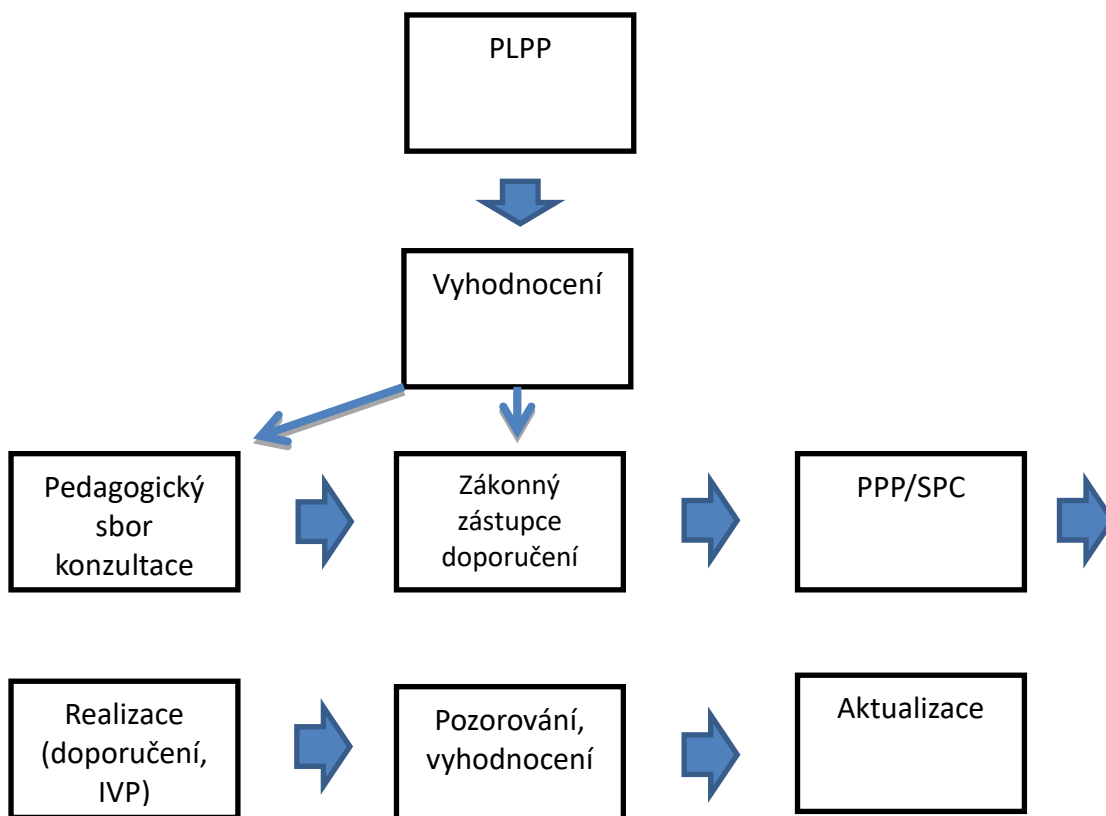 PLPP
Vyhodnocení
Pedagogický
sbor
konzultace
Zákonný
zástupce
doporučení
PPP/SPC
Realizace
(doporučení,
IVP)
Pozorování,
vyhodnocení
Aktualizace